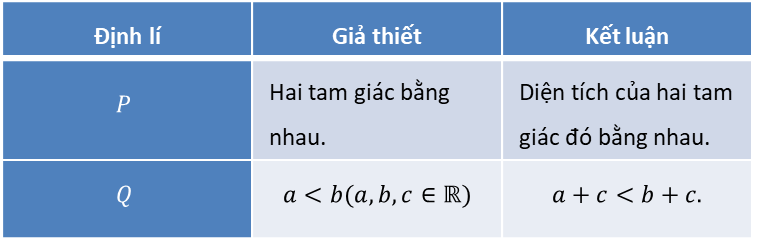 Định lí Giả thiết Kết luận
P Hai tam giác bằng nhau. Diện tích của hai tam giác đó bằng nhau.
Q a < b(a, b, c ∈ ℝ) a + c < b + c.